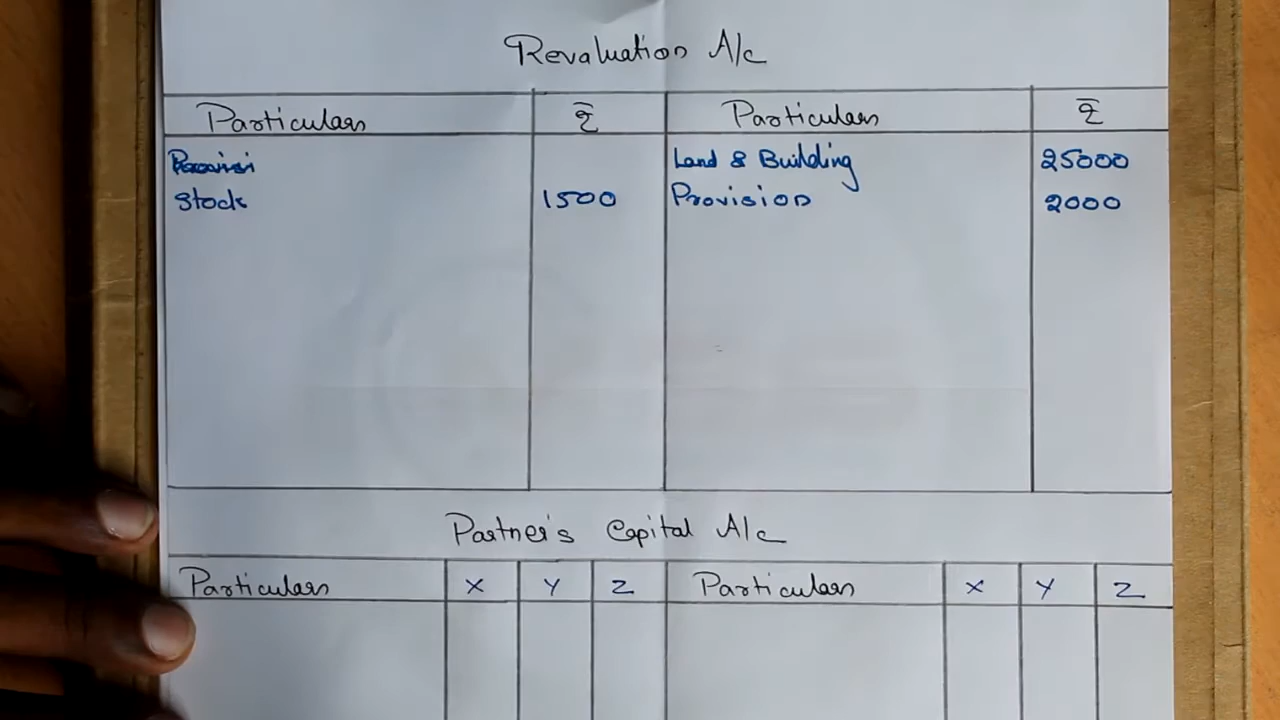 Revaluation A/c
Particulars ₹ Particulars ₹
Land & Building 25000
Stock 1500 Provision 2000
Partner's Capital A/c
Particulars X Y Z Particulars X Y Z